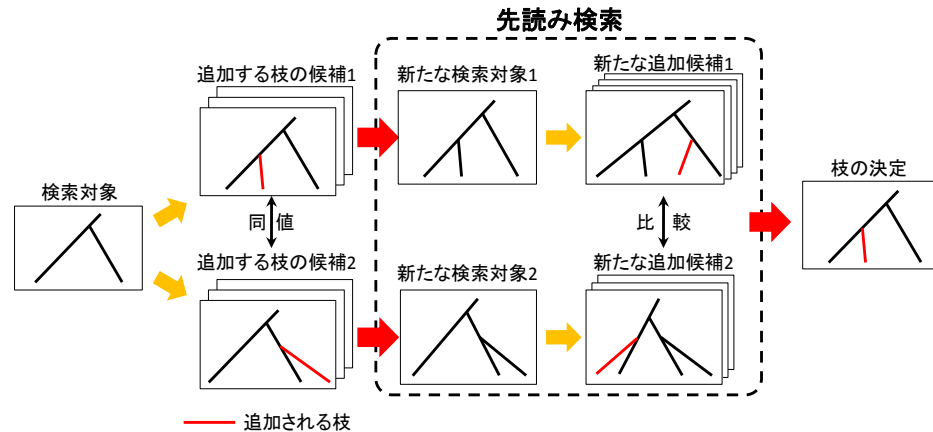 先読み検索
追加する枝の候補1
新たな検索対象1
新たな追加候補1
検索対象
同値
比較
枝の決定
追加する枝の候補2
新たな検索対象2
新たな追加候補2
追加される枝